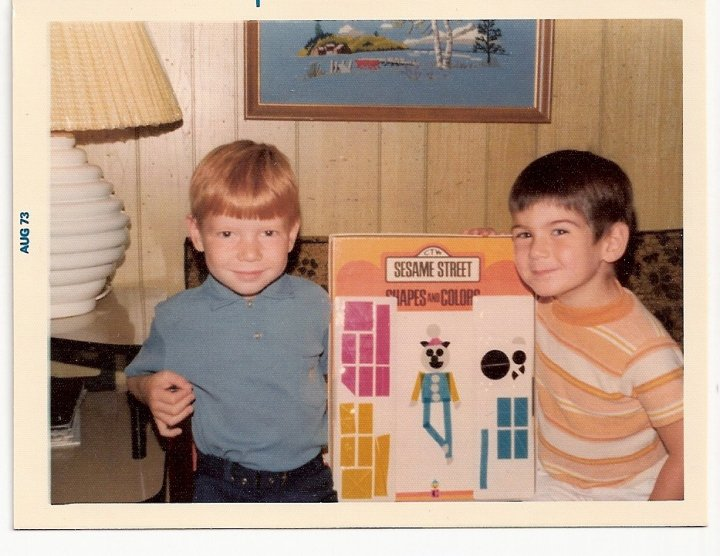 AUG 73
CTW
SESAME STREET
SHAPES AND COLORS